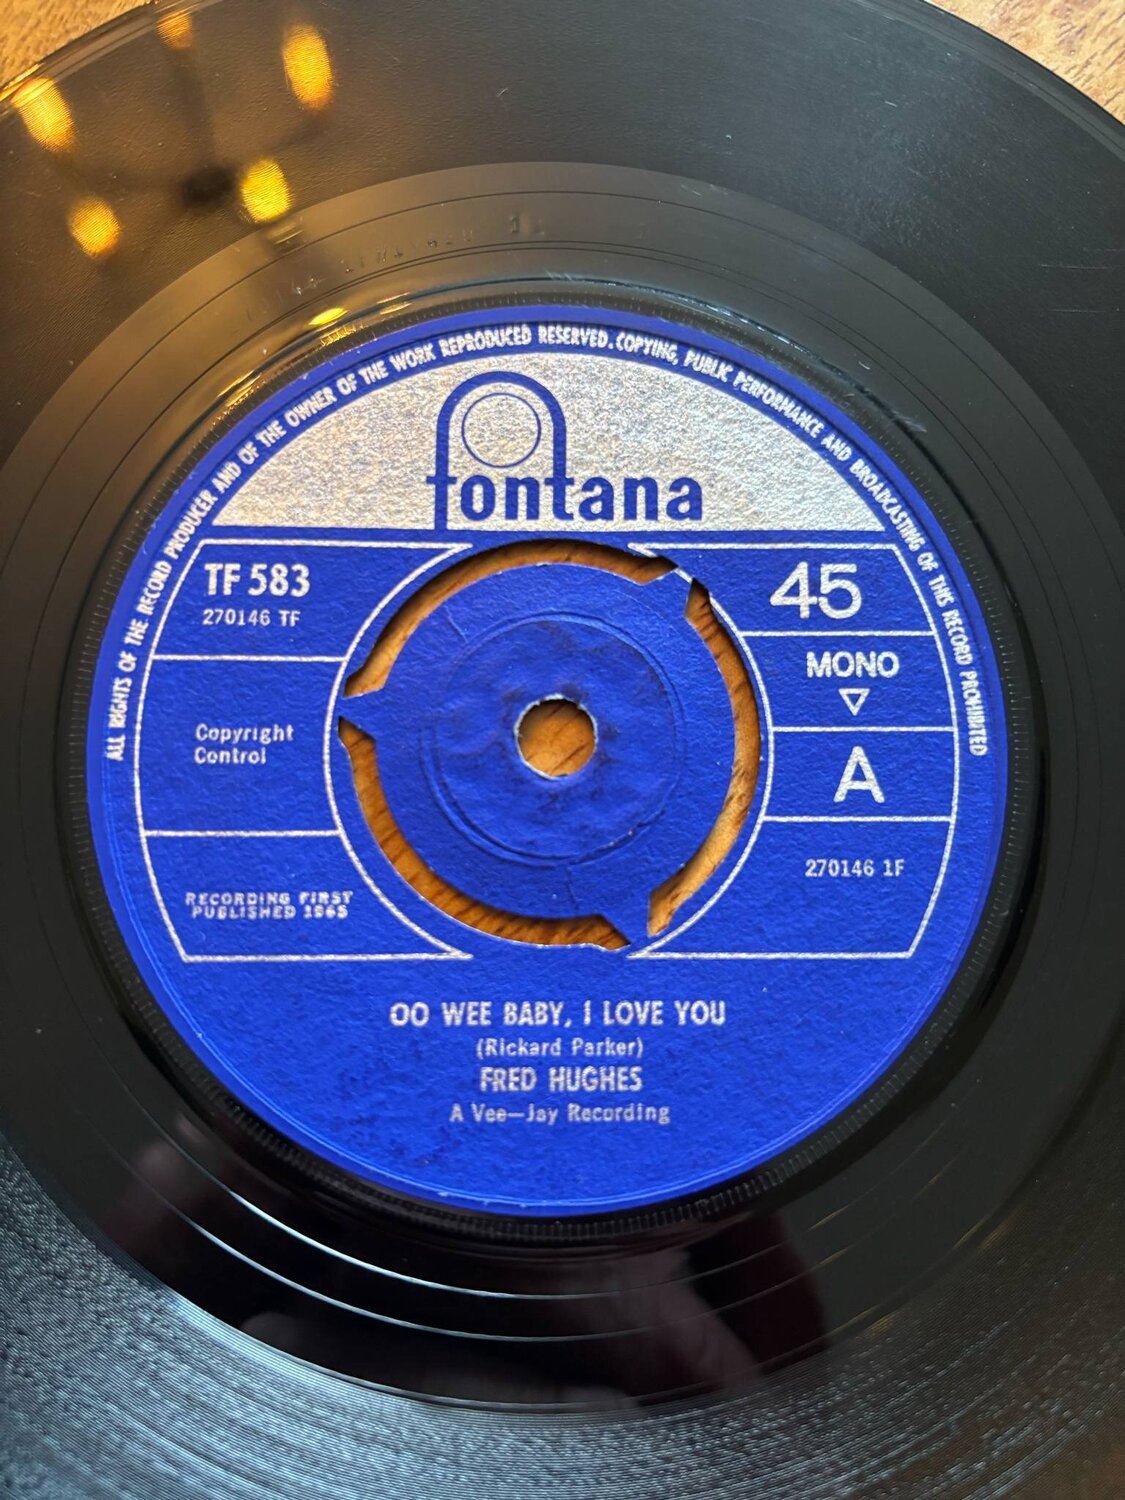 ALL RIGHTS OF THE RECORD PRODUCER AND OF THE OWNER OF THE WORK REPRODUCED RESERVED. COPYING, PUBLIC PERFORMANCE AND BROADCASTING OF THIS RECORD PROHIBITED
fontana
TF 583
270146 TF
Copyright
Control
RECORDING FIRST
PUBLISHED 1965
45
MONO
▽
A
270146 1F
OO WEE BABY, I LOVE YOU
(Rickard Parker)
FRED HUGHES
A Vee-Jay Recording